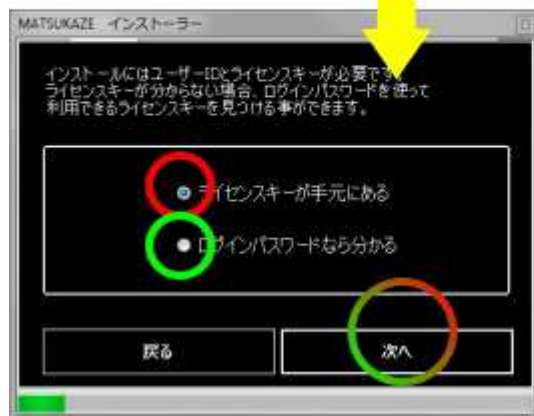 MATSUKAZE インストーラー
インストールにはユーザーIDとライセンスキーが必要です。
ライセンスキーが分からない場合、ログインパスワードを使って
利用できるライセンスキーを見つける事ができます。
ライセンスキーが手元にある
ログインパスワードなら分かる
戻る
次へ